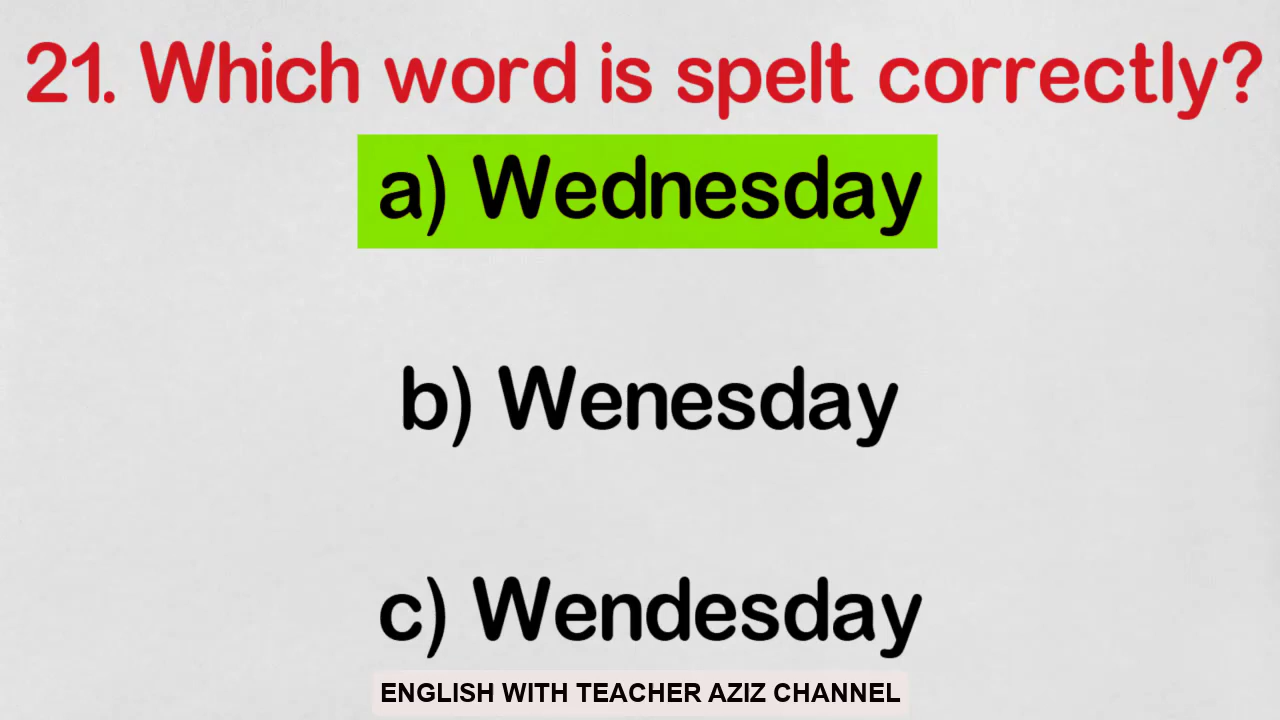 21. Which word is spelt correctly?
a) Wednesday
b) Wenesday
c) Wendesday
ENGLISH WITH TEACHER AZIZ CHANNEL